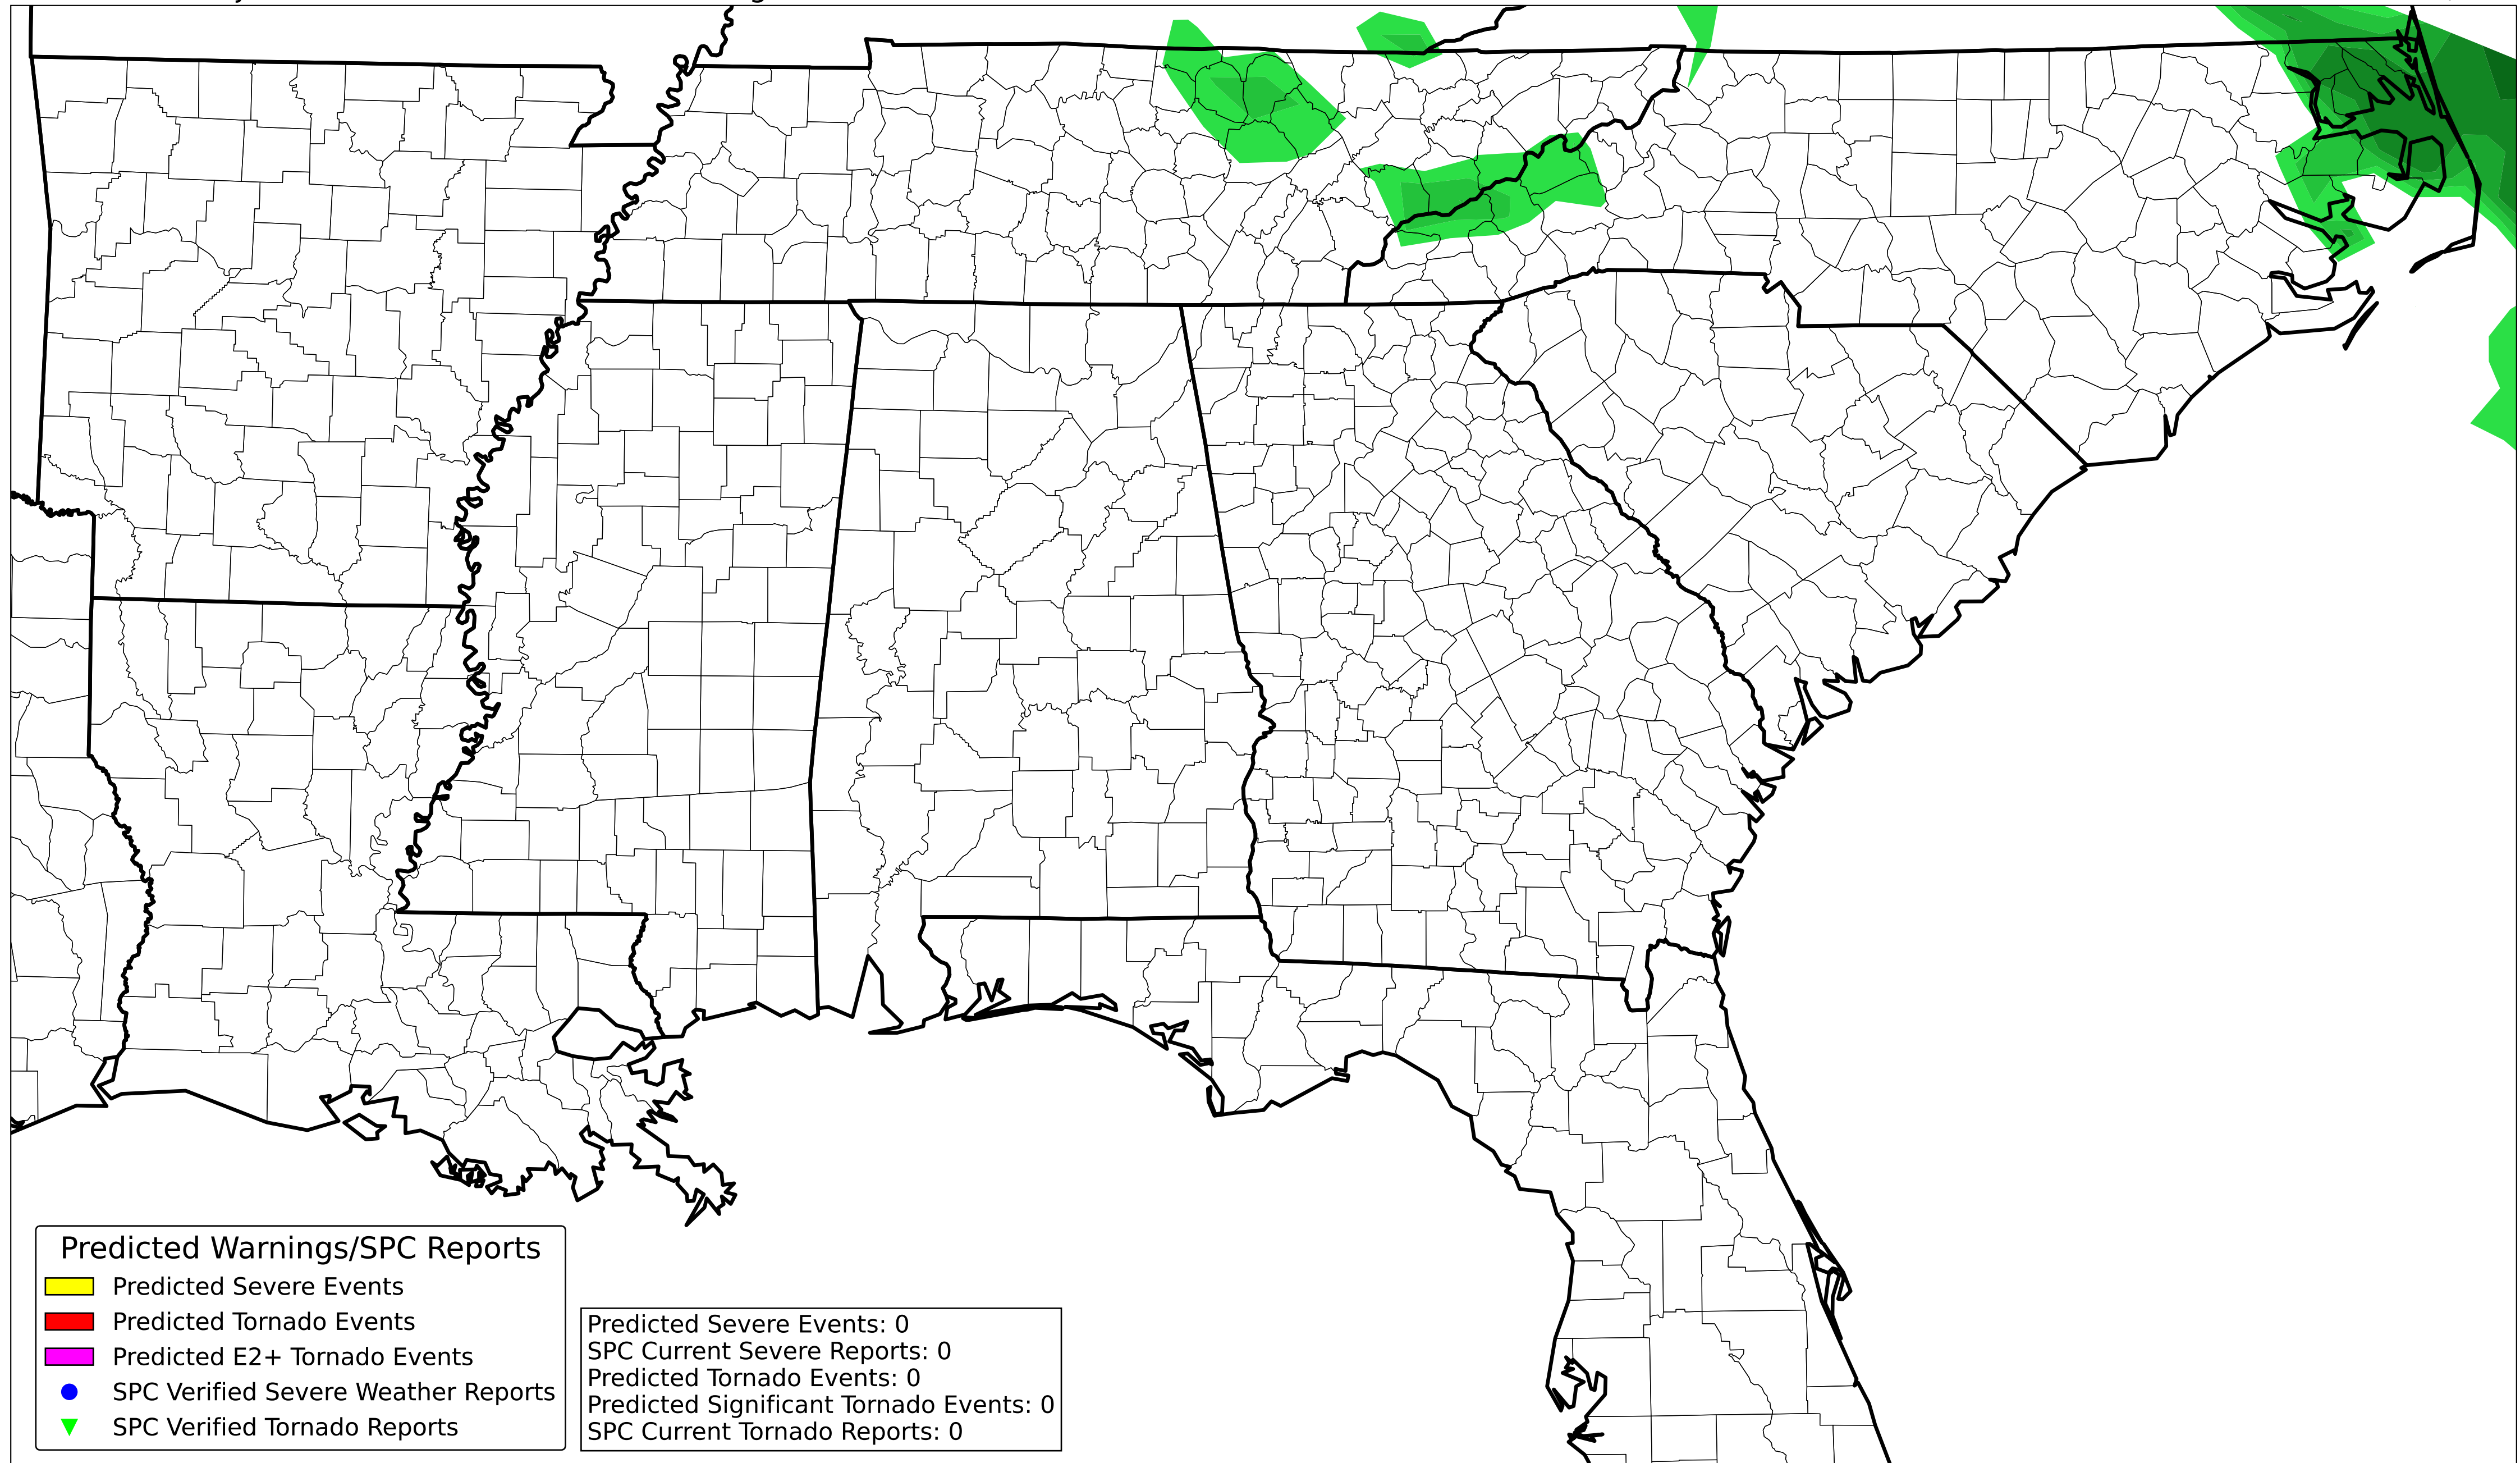 Predicted Warnings/SPC Reports
Predicted Severe Events
Predicted Tornado Events
Predicted E2+ Tornado Events
SPC Verified Severe Weather Reports
SPC Verified Tornado Reports
Predicted Severe Events: 0
SPC Current Severe Reports: 0
Predicted Tornado Events: 0
Predicted Significant Tornado Events: 0
SPC Current Tornado Reports: 0